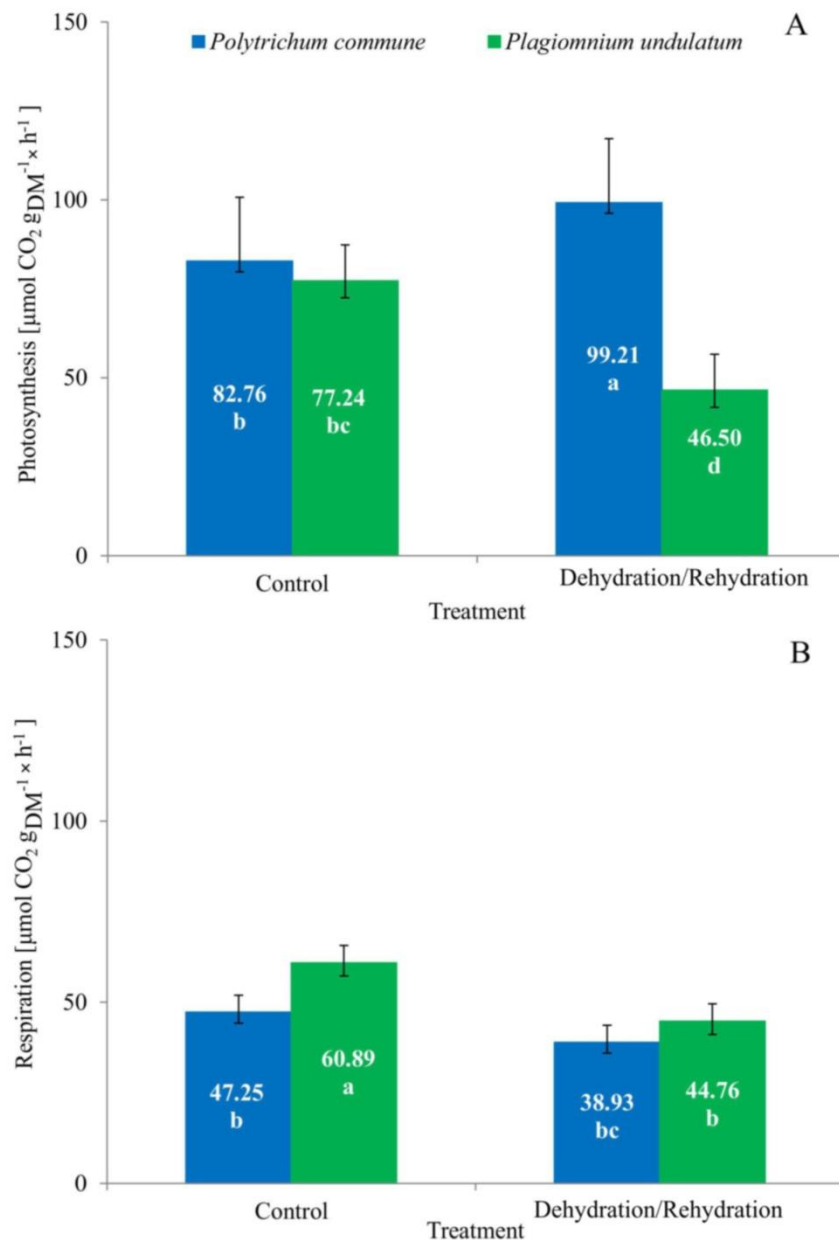 A
Polytrichum commune
Plagiomnium undulatum
Photosynthesis [µmol CO₂ gDM⁻¹× h⁻¹ ]
150
100
50
0
82.76
b
77.24
bc
99.21
a
46.50
d
Control
Dehydration/Rehydration
Treatment
B
Respiration [µmol CO₂ gDM⁻¹ × h⁻¹ ]
150
100
50
0
47.25
b
60.89
a
38.93
bc
44.76
b
Control
Dehydration/Rehydration
Treatment